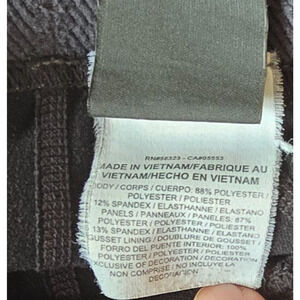 RN#56323 - CA#05553
MADE IN VIETNAM/FABRIQUE AU
VIETNAM/HECHO EN VIETNAM
BODY / CORPS / CUERPO: 88% POLYESTER /
POLYESTER / POLIESTER
12% SPANDEX / ELASTHANNE / ELASTANO
PANELS / PANNEAUX / PANELES: 87%
POLYESTER / POLYESTER / POLIESTER
13% SPANDEX / ELASTHANNE / ELASTANO
GUSSET LINING / DOUBLURE DE GOUSSET /
FORRO DEL PUENTE INTERIOR: 100%
POLYESTER / POLYESTER / POLIESTER
EXCLUSIVE OF DECORATION / DECORATION
NON COMPRISE / NO INCLUYE LA
DECORACION